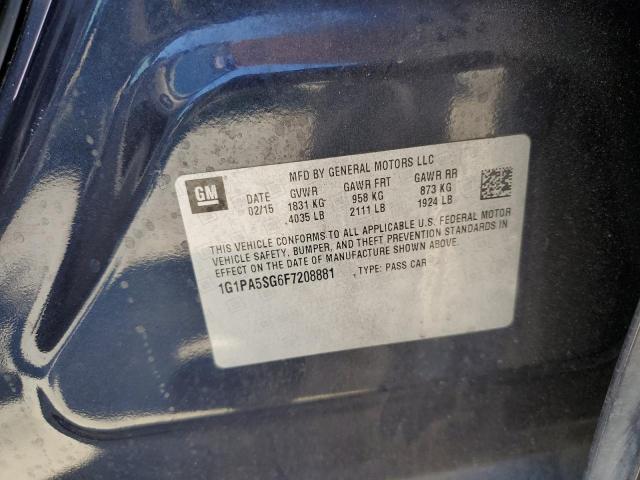 MFD BY GENERAL MOTORS LLC
GM
DATE GVWR GAWR FRT GAWR RR
02/15 1831 KG 958 KG 873 KG
4035 LB 2111 LB 1924 LB
THIS VEHICLE CONFORMS TO ALL APPLICABLE U.S. FEDERAL MOTOR
VEHICLE SAFETY, BUMPER, AND THEFT PREVENTION STANDARDS IN
EFFECT ON THE DATE OF MANUFACTURE SHOWN ABOVE.
1G1PA5SG6F7208881 , TYPE: PASS CAR